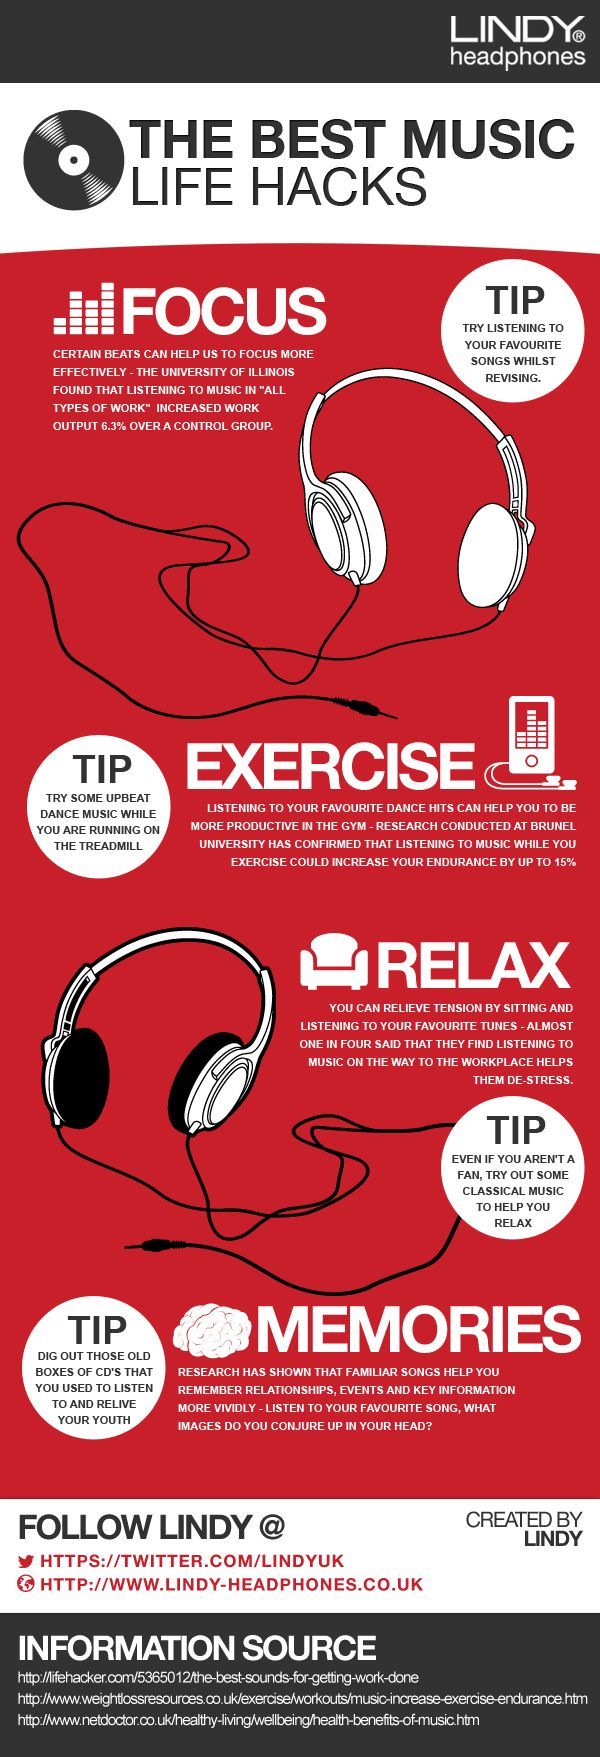 LINDY®
headphones
THE BEST MUSIC
LIFE HACKS
FOCUS
CERTAIN BEATS CAN HELP US TO FOCUS MORE
EFFECTIVELY - THE UNIVERSITY OF ILLINOIS
FOUND THAT LISTENING TO MUSIC IN "ALL
TYPES OF WORK" INCREASED WORK
OUTPUT 6.3% OVER A CONTROL GROUP.
TIP
TRY LISTENING TO
YOUR FAVOURITE
SONGS WHILST
REVISING.
TIP
TRY SOME UPBEAT
DANCE MUSIC WHILE
YOU ARE RUNNING ON
THE TREADMILL
EXERCISE
LISTENING TO YOUR FAVOURITE DANCE HITS CAN HELP YOU TO BE
MORE PRODUCTIVE IN THE GYM - RESEARCH CONDUCTED AT BRUNEL
UNIVERSITY HAS CONFIRMED THAT LISTENING TO MUSIC WHILE YOU
EXERCISE COULD INCREASE YOUR ENDURANCE BY UP TO 15%
RELAX
YOU CAN RELIEVE TENSION BY SITTING AND
LISTENING TO YOUR FAVOURITE TUNES - ALMOST
ONE IN FOUR SAID THAT THEY FIND LISTENING TO
MUSIC ON THE WAY TO THE WORKPLACE HELPS
THEM DE-STRESS.
TIP
EVEN IF YOU AREN'T A
FAN, TRY OUT SOME
CLASSICAL MUSIC
TO HELP YOU
RELAX
TIP
DIG OUT THOSE OLD
BOXES OF CD'S THAT
YOU USED TO LISTEN
TO AND RELIVE
YOUR YOUTH
MEMORIES
RESEARCH HAS SHOWN THAT FAMILIAR SONGS HELP YOU
REMEMBER RELATIONSHIPS, EVENTS AND KEY INFORMATION
MORE VIVIDLY - LISTEN TO YOUR FAVOURITE SONG, WHAT
IMAGES DO YOU CONJURE UP IN YOUR HEAD?
FOLLOW LINDY @
HTTPS://TWITTER.COM/LINDYUK
HTTP://WWW.LINDY-HEADPHONES.CO.UK
CREATED BY
LINDY
INFORMATION SOURCE
http://lifehacker.com/5365012/the-best-sounds-for-getting-work-done
http://www.weightlossresources.co.uk/exercise/workouts/music-increase-exercise-endurance.htm
http://www.netdoctor.co.uk/healthy-living/wellbeing/health-benefits-of-music.htm